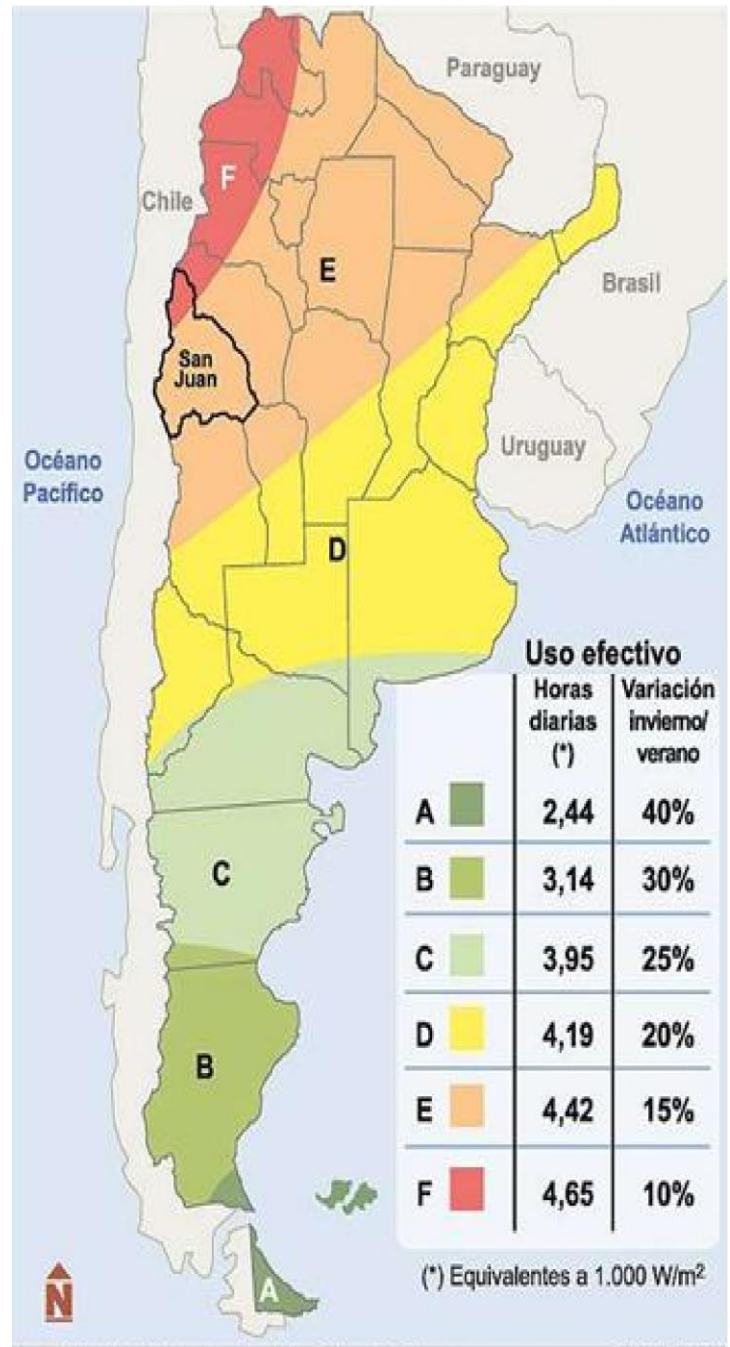 Paraguay
F
Chile
E
Brasil
San
Juan
Uruguay
Océano
Pacífico
Océano
Atlántico
D
Uso efectivo
Horas
diarias
(*)
Variación
invierno/
verano
A 2,44 40%
B 3,14 30%
C 3,95 25%
D 4,19 20%
E 4,42 15%
F 4,65 10%
(*) Equivalentes a 1.000 W/m²
C
B
A
N